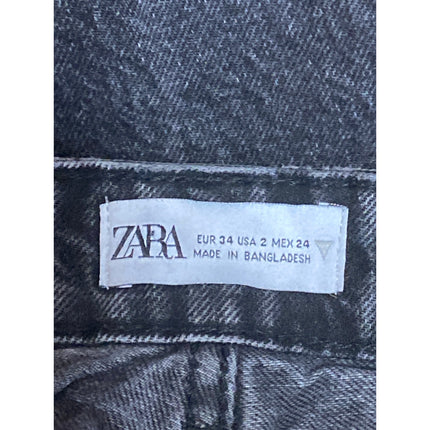 ZARA
EUR 34 USA 2 MEX 24
MADE IN BANGLADESH